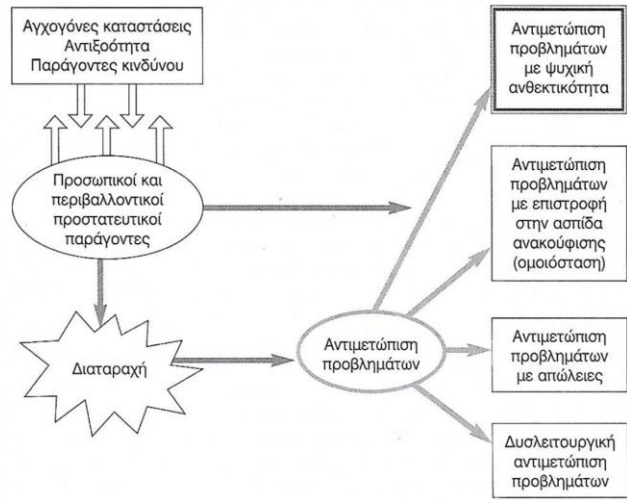 Αγχογόνες καταστάσεις
Αντιξοότητα
Παράγοντες κινδύνου
Προσωπικοί και
περιβαλλοντικοί
προστατευτικοί
παράγοντες
Διαταραχή
Αντιμετώπιση
προβλημάτων
Αντιμετώπιση
προβλημάτων
με ψυχική
ανθεκτικότητα
Αντιμετώπιση
προβλημάτων
με επιστροφή
στην ασπίδα
ανακούφισης
(ομοιόσταση)
Αντιμετώπιση
προβλημάτων
με απώλειες
Δυσλειτουργική
αντιμετώπιση
προβλημάτων